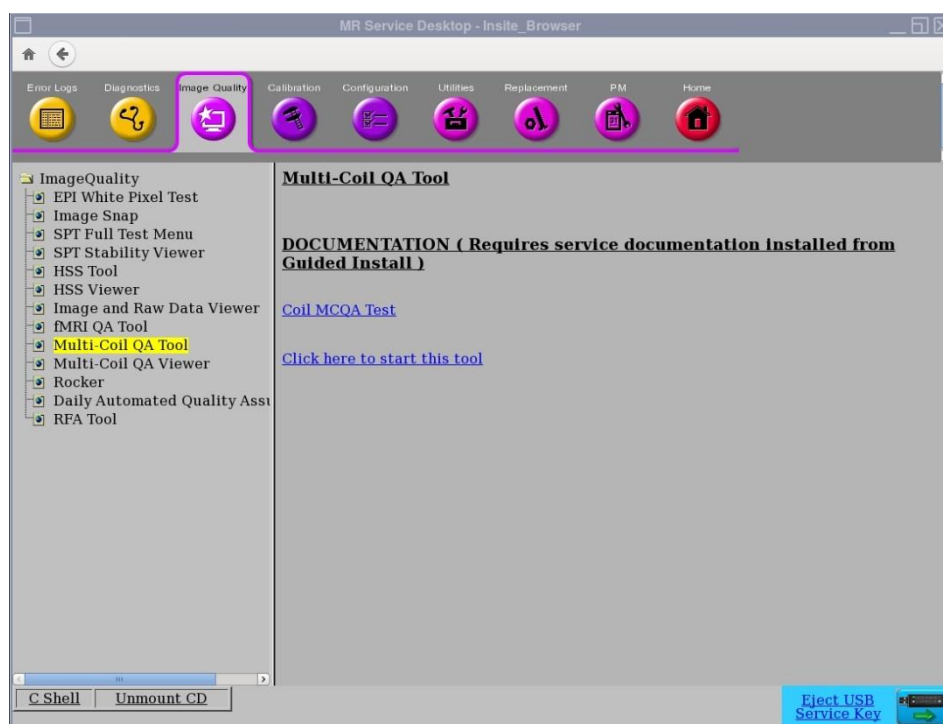 MR Service Desktop - Insite_Browser
Error Logs
Diagnostics
Image Quality
Calibration
Configuration
Utilities
Replacement
PM
Home
ImageQuality
EPI White Pixel Test
Image Snap
SPT Full Test Menu
SPT Stability Viewer
HSS Tool
HSS Viewer
Image and Raw Data Viewer
fMRI QA Tool
Multi-Coil QA Tool
Multi-Coil QA Viewer
Rocker
Daily Automated Quality Assu
RFA Tool
Multi-Coil QA Tool
DOCUMENTATION ( Requires service documentation installed from
Guided Install )
Coil MCQA Test
Click here to start this tool
C Shell
Unmount CD
Eject USB
Service Key